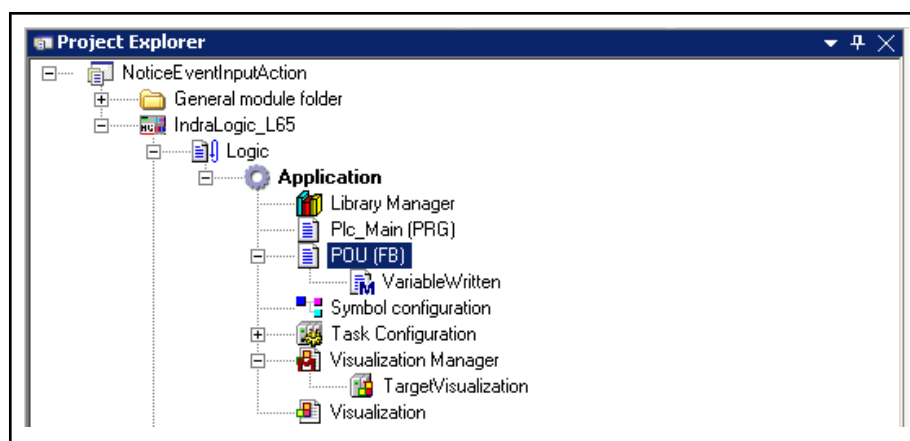 Project Explorer
NoticeEventInputAction
General module folder
IndraLogic_L65
Logic
Application
Library Manager
Plc_Main (PRG)
POU (FB)
VariableWritten
Symbol configuration
Task Configuration
Visualization Manager
TargetVisualization
Visualization